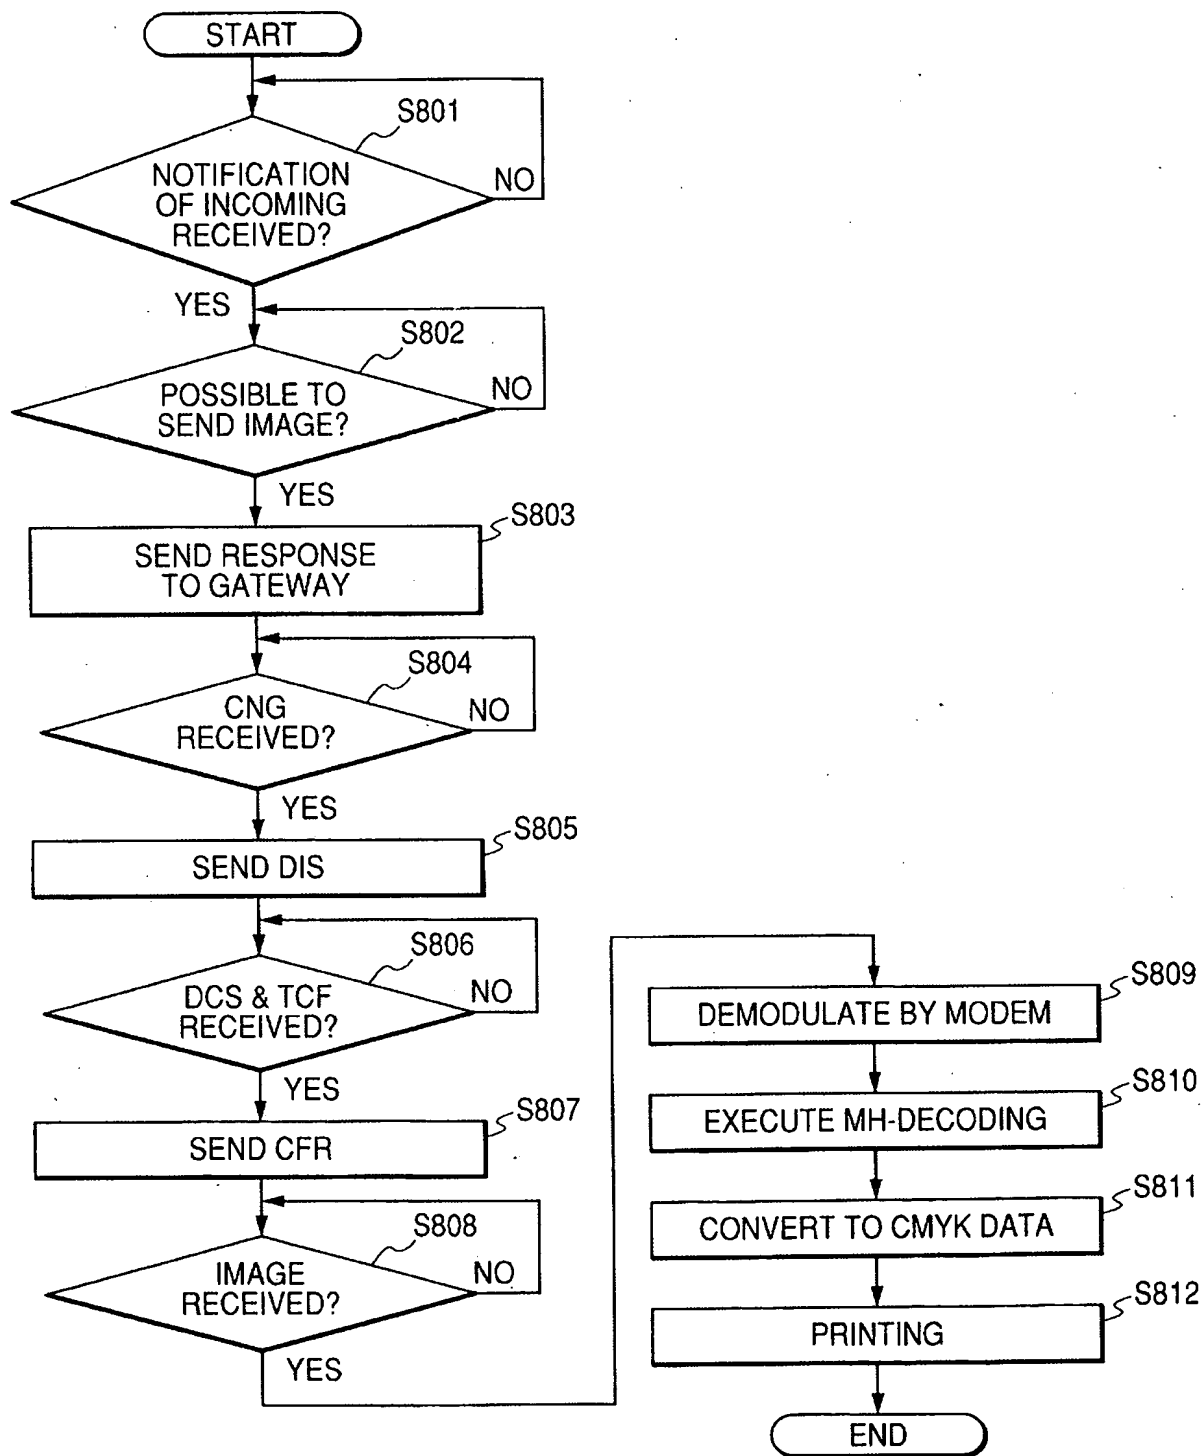 START
S801
NOTIFICATION
OF INCOMING
RECEIVED?
NO
YES
S802
POSSIBLE TO
SEND IMAGE?
NO
YES
S803
SEND RESPONSE
TO GATEWAY
S804
CNG
RECEIVED?
NO
YES
S805
SEND DIS
S806
DCS & TCF
RECEIVED?
NO
YES
S807
SEND CFR
S808
IMAGE
RECEIVED?
NO
YES
S809
DEMODULATE BY MODEM
S810
EXECUTE MH-DECODING
S811
CONVERT TO CMYK DATA
S812
PRINTING
END